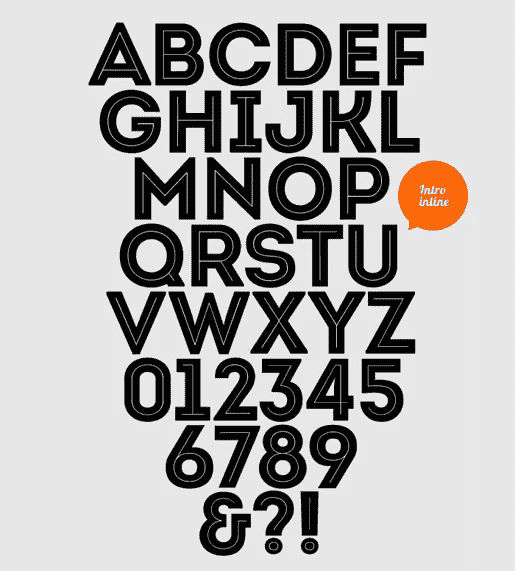 ABCDEF
GHIJKL
MNOP
Intro
inline
QRSTU
VWXYZ
012345
6789
&?!